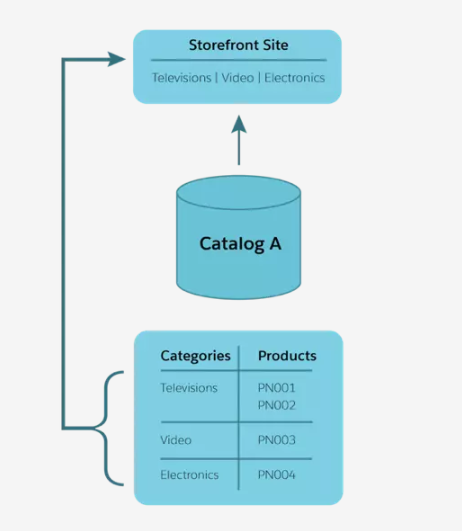 Storefront Site
Televisions | Video | Electronics
Catalog A
Categories Products
Televisions PN001
PN002
Video PN003
Electronics PN004